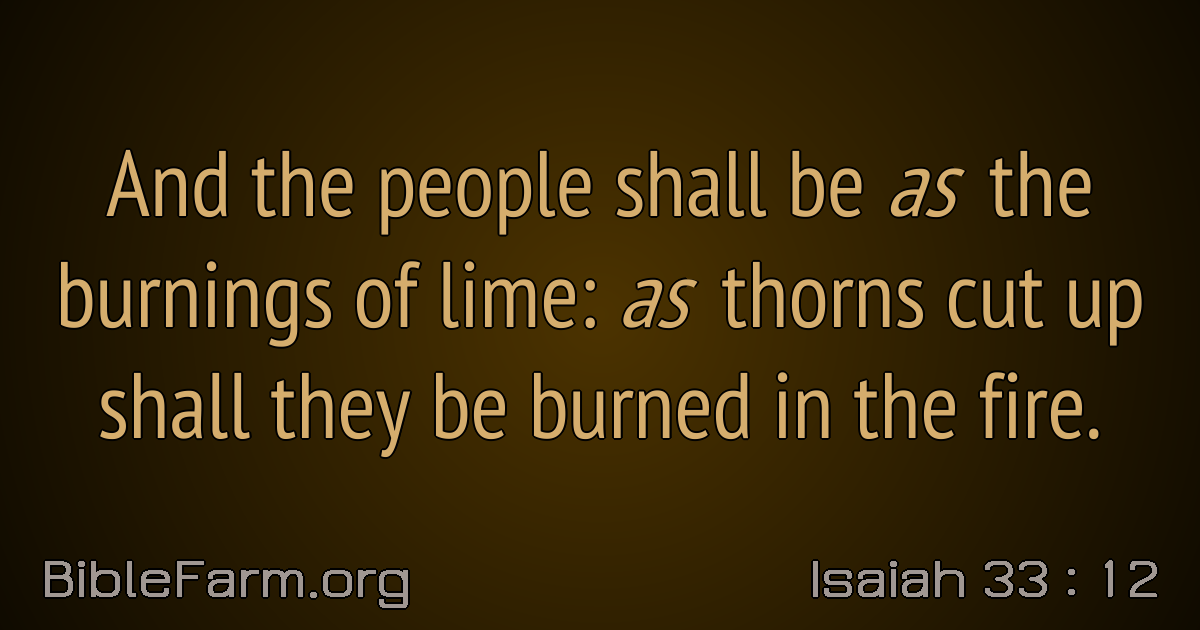 And the people shall be as the
burnings of lime: as thorns cut up
shall they be burned in the fire.
BibleFarm.org
Isaiah 33 : 12